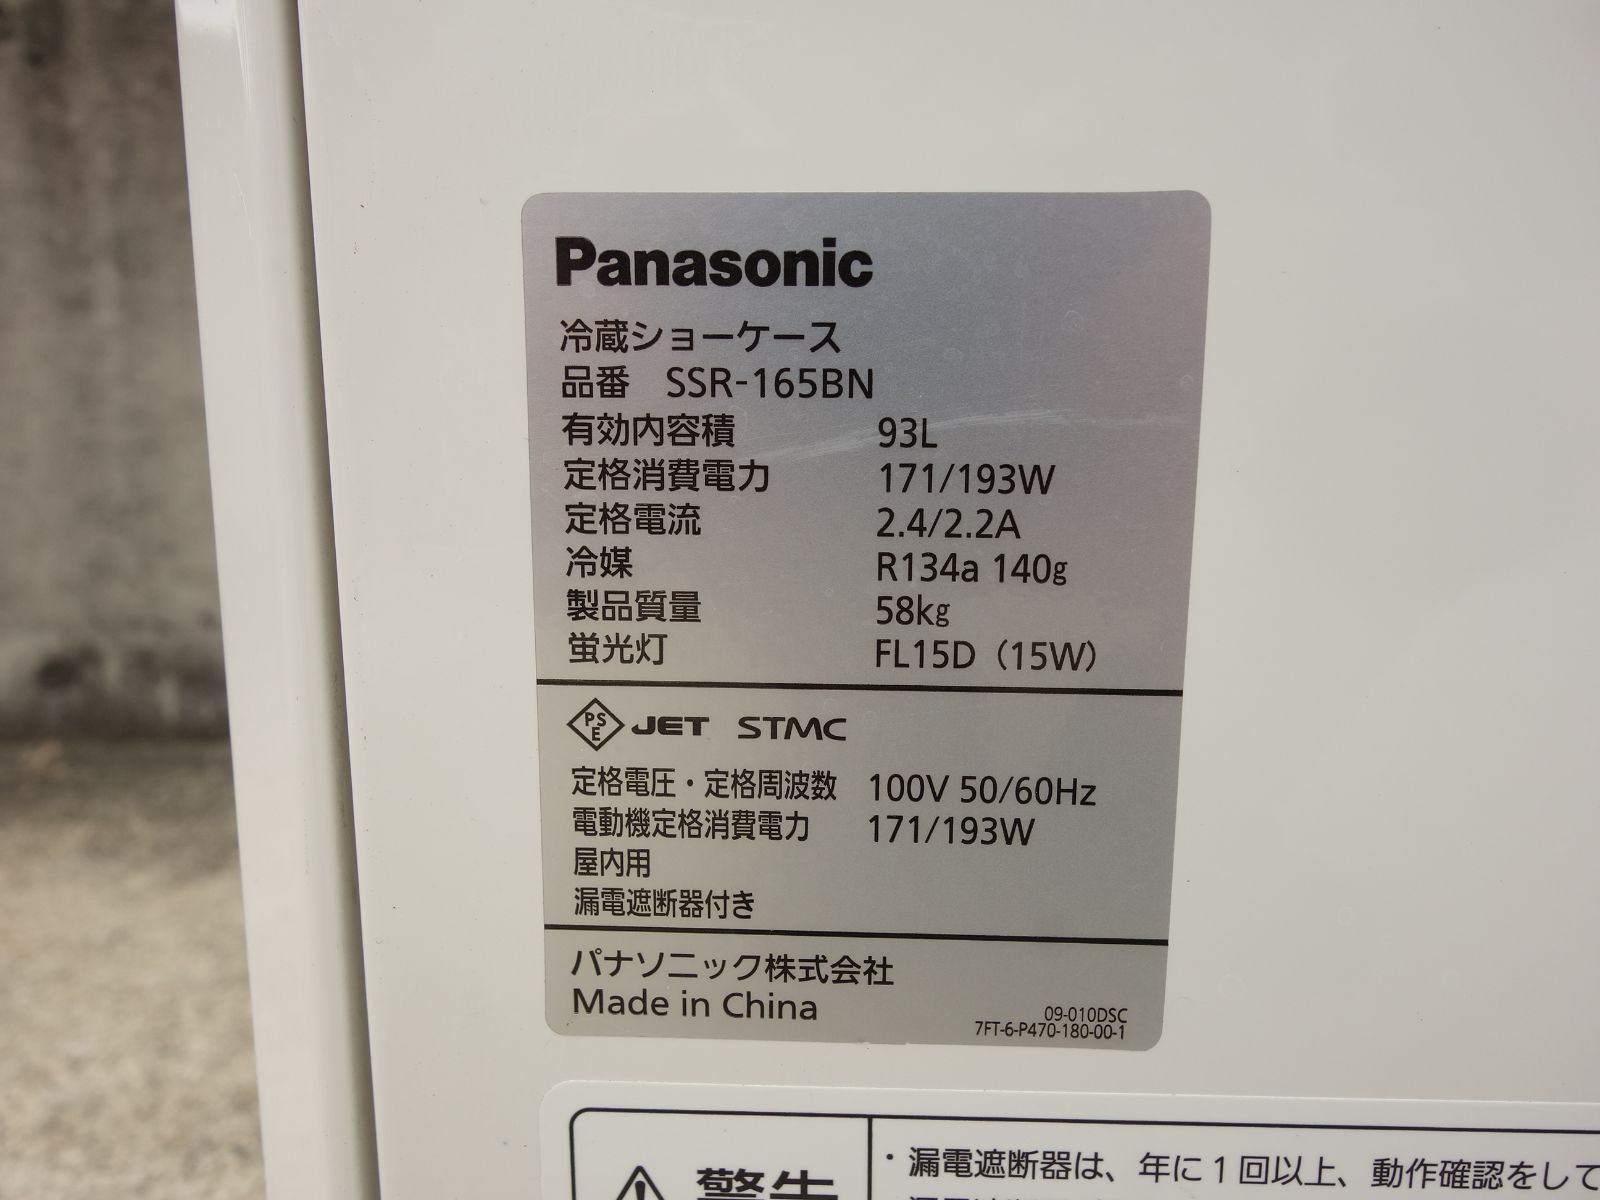 Panasonic
冷蔵ショーケース
品番 SSR-165BN
有効内容積 93L
定格消費電力 171/193W
定格電流 2.4/2.2A
冷媒 R134a 140g
製品質量 58kg
蛍光灯 FL15D (15W)
PSE JET STMC
定格電圧・定格周波数 100V 50/60Hz
電動機定格消費電力 171/193W
屋内用
漏電遮断器付き
パナソニック株式会社
Made in China
09-010DSC
7FT-6-P470-180-00-1
警告
・漏電遮断器は、年に1回以上、動作確認をして